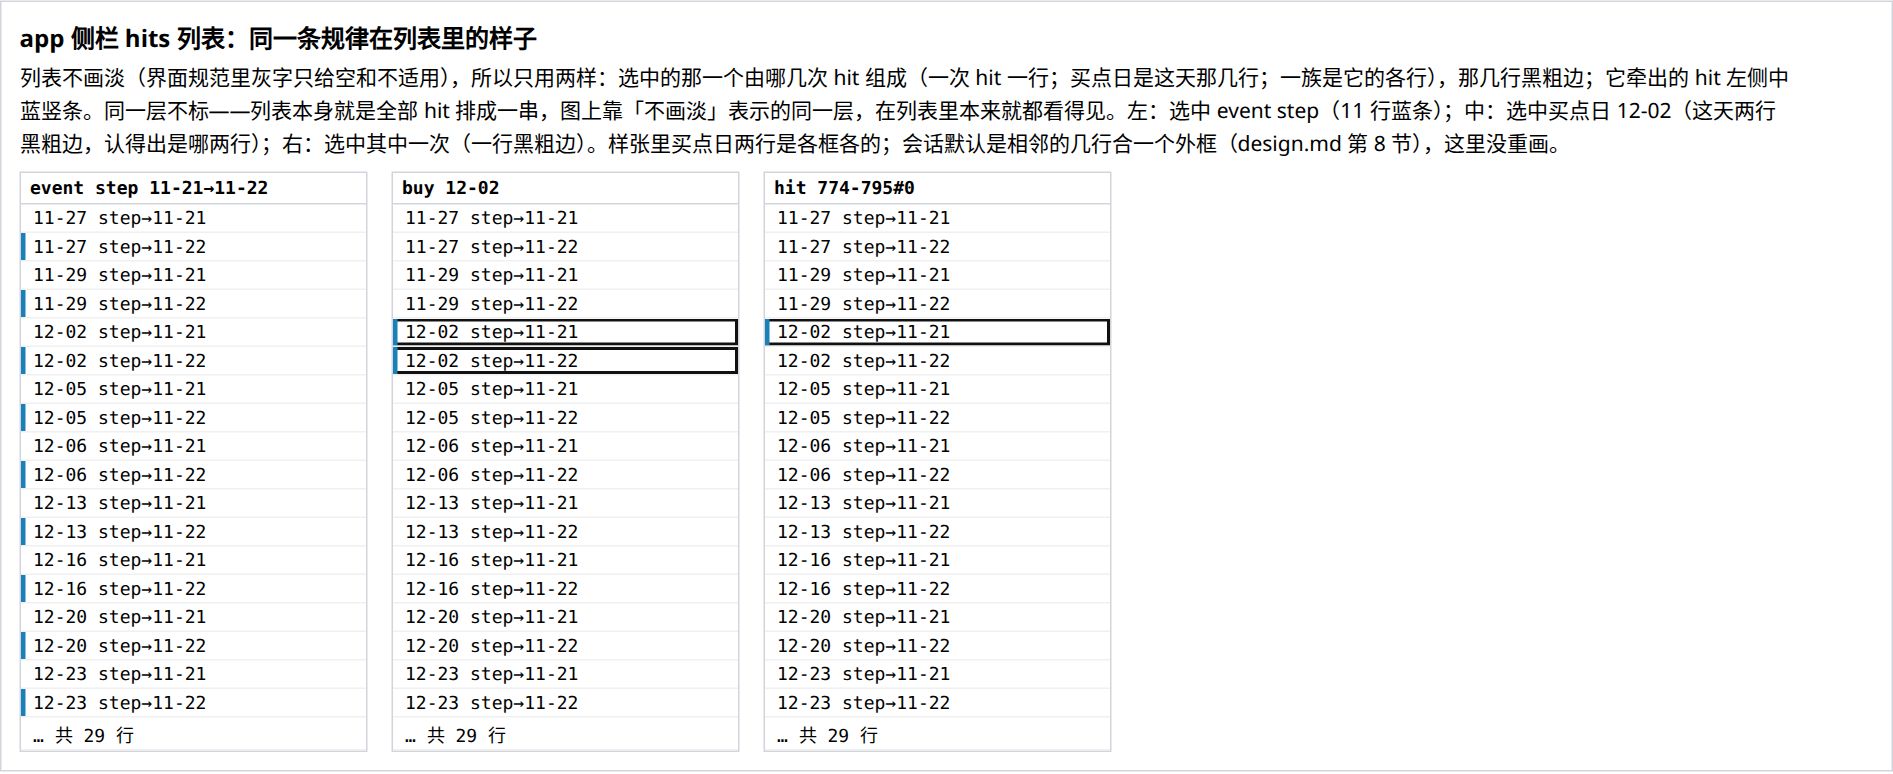 app 侧栏 hits 列表：同一条规律在列表里的样子
列表不画淡（界面规范里灰字只给空和不适用），所以只用两样：选中的那一个由哪几次 hit 组成（一次 hit 一行；买点日是这天那几行；一族是它的各行），那几行黑粗边；它牵出的 hit 左侧中
蓝竖条。同一层不标——列表本身就是全部 hit 排成一串，图上靠「不画淡」表示的同一层，在列表里本来就都看得见。左：选中 event step（11 行蓝条）；中：选中买点日 12-02（这天两行
黑粗边，认得出是哪两行）；右：选中其中一次（一行黑粗边）。样张里买点日两行是各框各的；会话默认是相邻的几行合一个外框（design.md 第 8 节），这里没重画。
event step 11-21→11-22
11-27 step→11-21
11-27 step→11-22
11-29 step→11-21
11-29 step→11-22
12-02 step→11-21
12-02 step→11-22
12-05 step→11-21
12-05 step→11-22
12-06 step→11-21
12-06 step→11-22
12-13 step→11-21
12-13 step→11-22
12-16 step→11-21
12-16 step→11-22
12-20 step→11-21
12-20 step→11-22
12-23 step→11-21
12-23 step→11-22
… 共 29 行
buy 12-02
11-27 step→11-21
11-27 step→11-22
11-29 step→11-21
11-29 step→11-22
12-02 step→11-21
12-02 step→11-22
12-05 step→11-21
12-05 step→11-22
12-06 step→11-21
12-06 step→11-22
12-13 step→11-21
12-13 step→11-22
12-16 step→11-21
12-16 step→11-22
12-20 step→11-21
12-20 step→11-22
12-23 step→11-21
12-23 step→11-22
… 共 29 行
hit 774-795#0
11-27 step→11-21
11-27 step→11-22
11-29 step→11-21
11-29 step→11-22
12-02 step→11-21
12-02 step→11-22
12-05 step→11-21
12-05 step→11-22
12-06 step→11-21
12-06 step→11-22
12-13 step→11-21
12-13 step→11-22
12-16 step→11-21
12-16 step→11-22
12-20 step→11-21
12-20 step→11-22
12-23 step→11-21
12-23 step→11-22
… 共 29 行